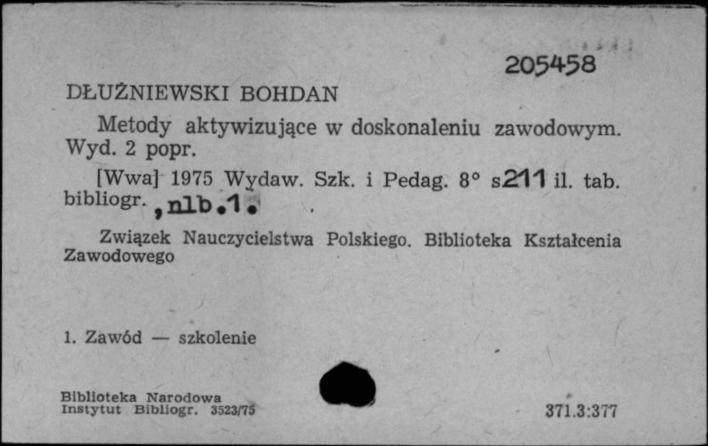 205458
DŁUŻNIEWSKI BOHDAN
Metody aktywizujące w doskonaleniu zawodowym.
Wyd. 2 popr.
[Wwa] 1975 Wydaw. Szk. i Pedag. 8° s211 il. tab.
bibliogr. , nlb.1.
Związek Nauczycielstwa Polskiego. Biblioteka Kształcenia
Zawodowego
1. Zawód — szkolenie
Biblioteka Narodowa
Instytut Bibliogr. 3523/75
371.3:377